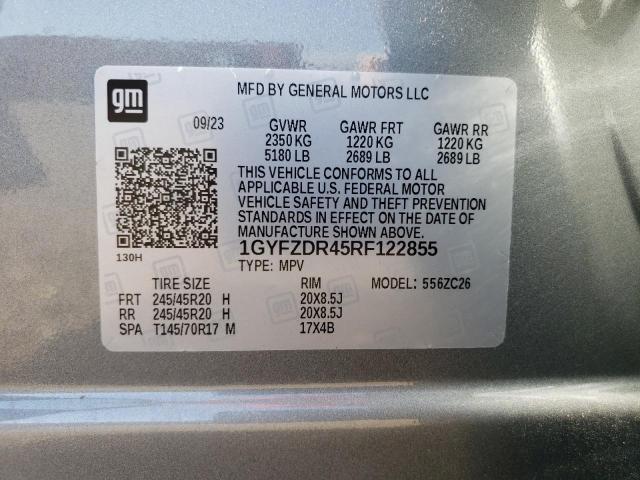 gm
MFD BY GENERAL MOTORS LLC
09/23 GVWR GAWR FRT GAWR RR
2350 KG 1220 KG 1220 KG
5180 LB 2689 LB 2689 LB
THIS VEHICLE CONFORMS TO ALL
APPLICABLE U.S. FEDERAL MOTOR
VEHICLE SAFETY AND THEFT PREVENTION
STANDARDS IN EFFECT ON THE DATE OF
MANUFACTURE SHOWN ABOVE.
130H 1GYFZDR45RF122855
TYPE: MPV
TIRE SIZE RIM MODEL: 556ZC26
FRT 245/45R20 H 20X8.5J
RR 245/45R20 H 20X8.5J
SPA T145/70R17 M 17X4B